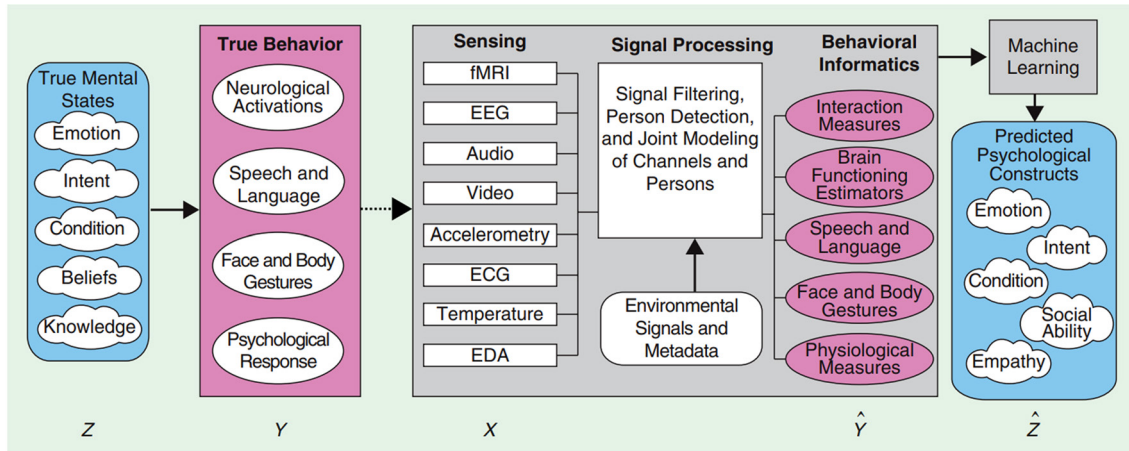 True Mental
States
Emotion
Intent
Condition
Beliefs
Knowledge
Z
True Behavior
Neurological
Activations
Speech and
Language
Face and Body
Gestures
Psychological
Response
Y
Sensing
fMRI
EEG
Audio
Video
Accelerometry
ECG
Temperature
EDA
X
Signal Processing
Signal Filtering,
Person Detection,
and Joint Modeling
of Channels and
Persons
Environmental
Signals and
Metadata
Behavioral
Informatics
Interaction
Measures
Brain
Functioning
Estimators
Speech and
Language
Face and Body
Gestures
Physiological
Measures
Ŷ
Machine
Learning
Predicted
Psychological
Constructs
Emotion
Intent
Condition
Social
Ability
Empathy
Ẑ